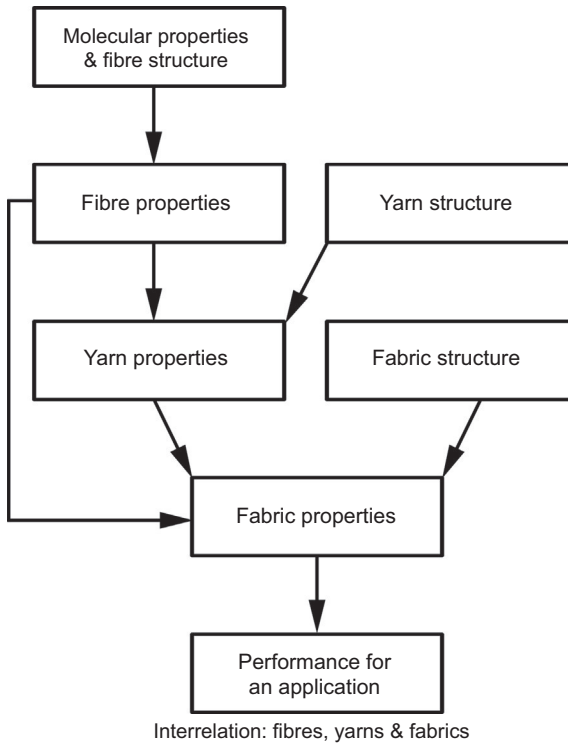 Molecular properties
& fibre structure
Fibre properties
Yarn structure
Yarn properties
Fabric structure
Fabric properties
Performance for
an application
Interrelation: fibres, yarns & fabrics